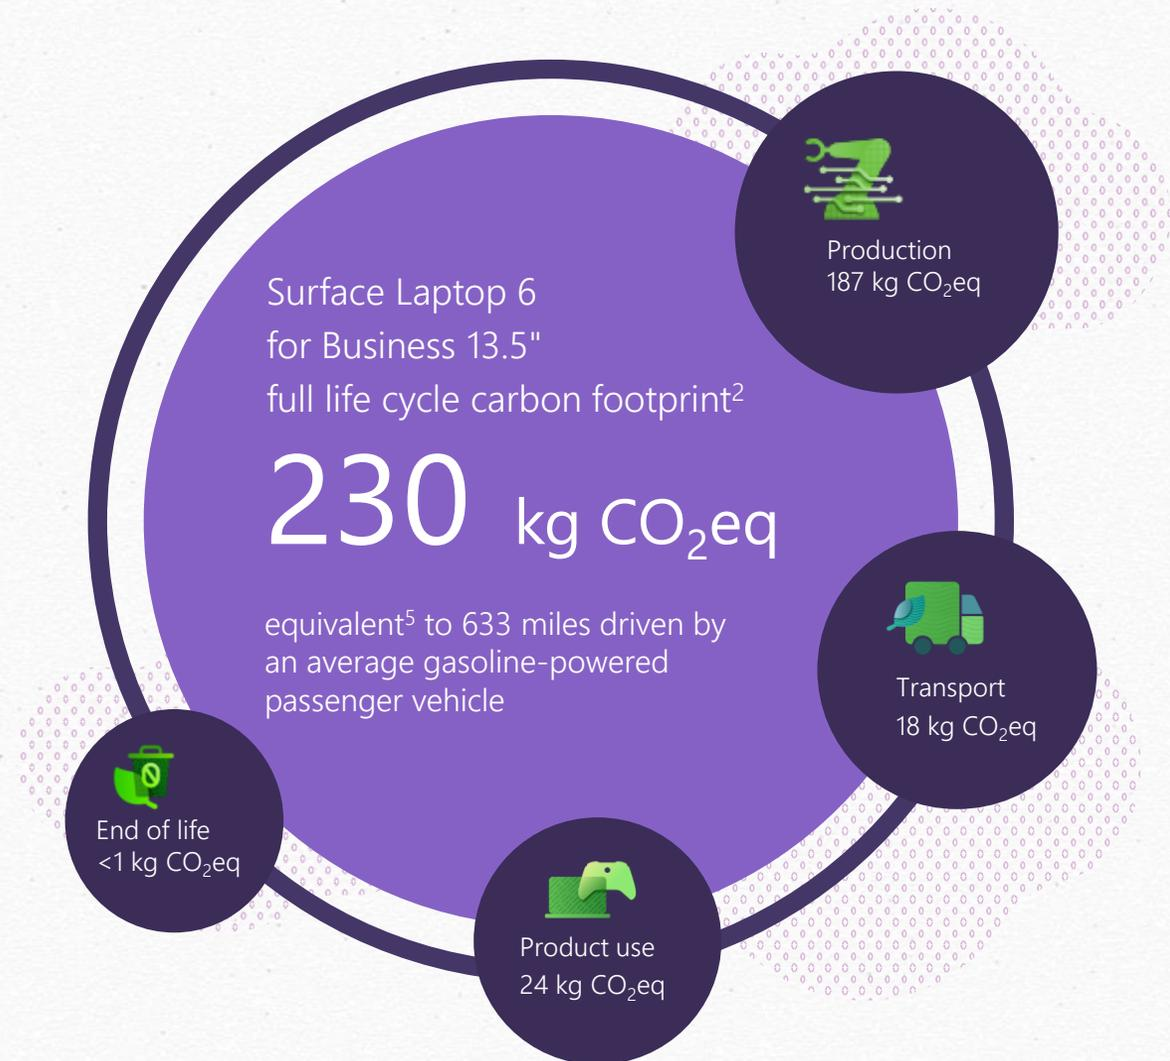 Surface Laptop 6
for Business 13.5"
full life cycle carbon footprint²
230 kg CO₂eq
equivalent⁵ to 633 miles driven by
an average gasoline-powered
passenger vehicle
Production
187 kg CO₂eq
Transport
18 kg CO₂eq
Product use
24 kg CO₂eq
End of life
<1 kg CO₂eq